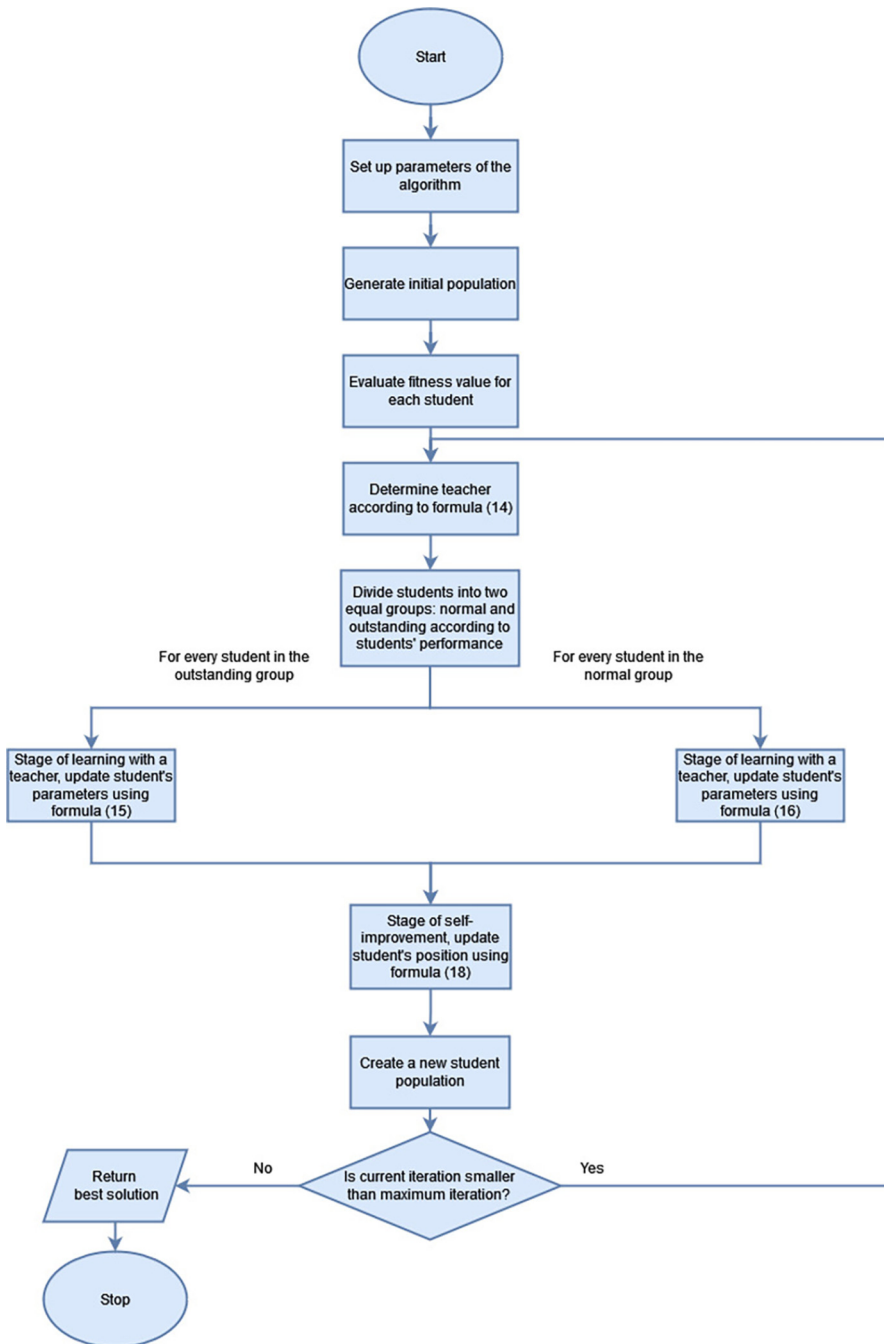 Start
Set up parameters of the
algorithm
Generate initial population
Evaluate fitness value for
each student
Determine teacher
according to formula (14)
Divide students into two
equal groups: normal and
outstanding according to
students' performance
For every student in the
outstanding group
For every student in the
normal group
Stage of learning with a
teacher, update student's
parameters using
formula (15)
Stage of learning with a
teacher, update student's
parameters using
formula (16)
Stage of self-
improvement, update
student's position using
formula (18)
Create a new student
population
Is current iteration smaller
than maximum iteration?
No
Yes
Return
best solution
Stop